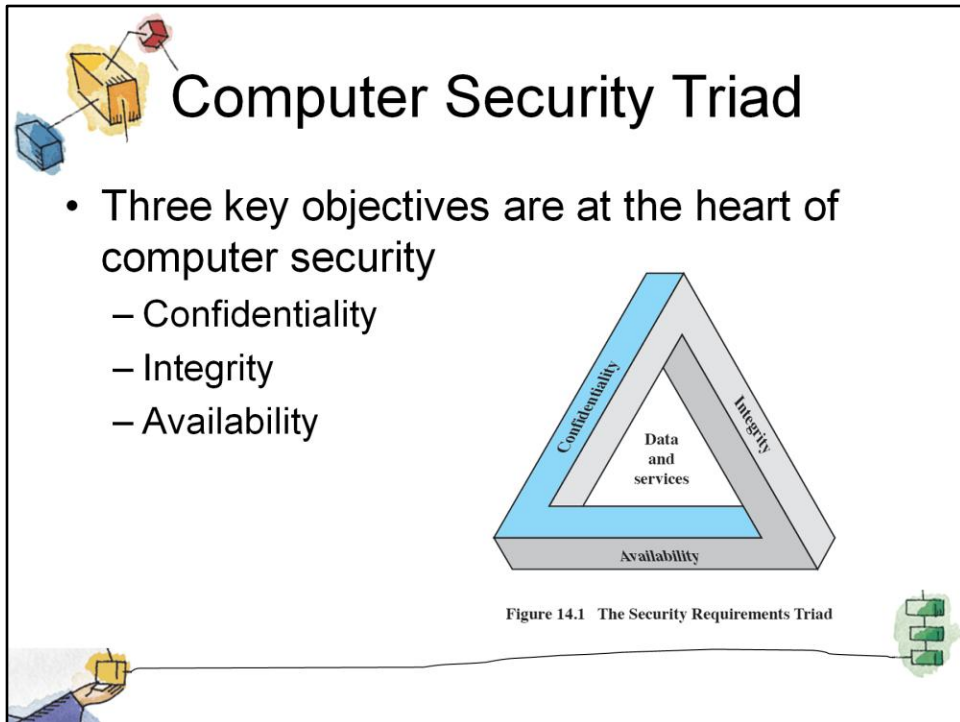 Computer Security Triad
• Three key objectives are at the heart of
computer security
– Confidentiality
– Integrity
– Availability
Confidentiality
Integrity
Data
and
services
Availability
Figure 14.1 The Security Requirements Triad